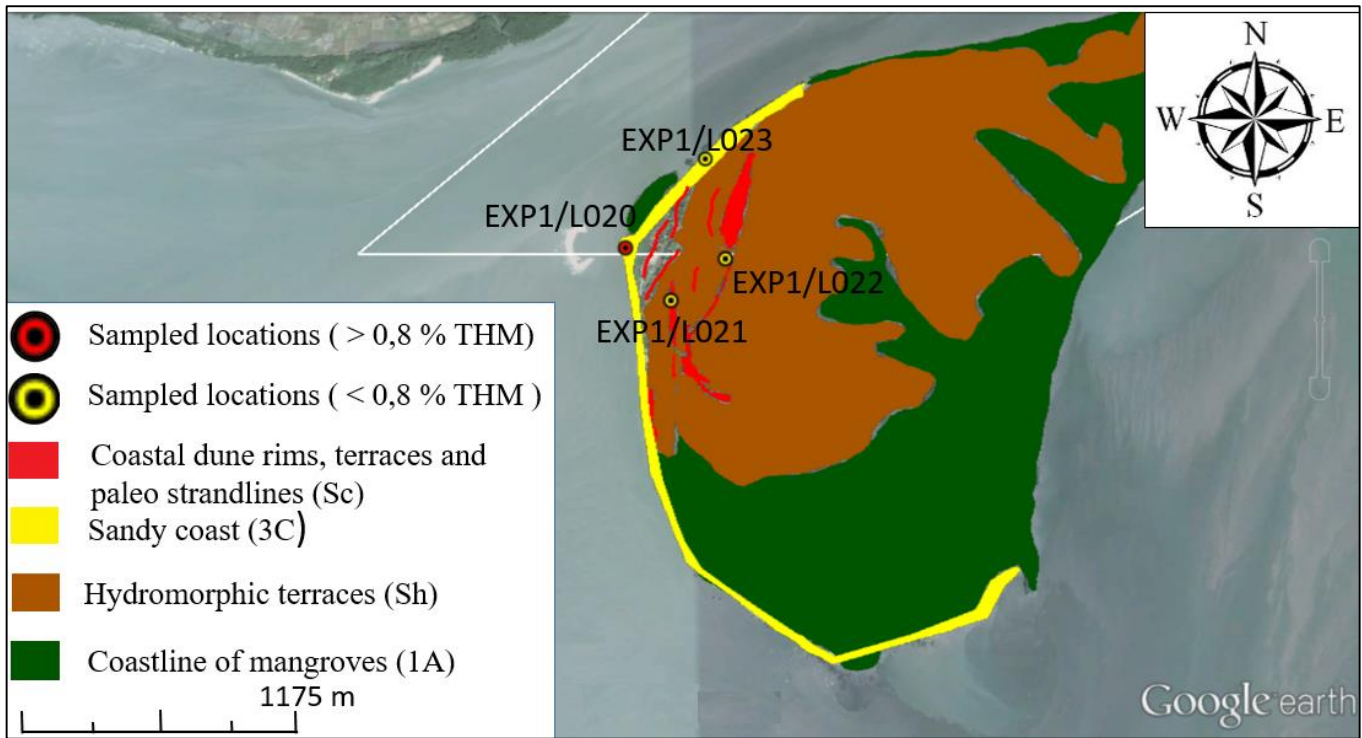 N
W E
S
EXP1/L023
EXP1/L020
EXP1/L022
EXP1/L021
Sampled locations ( > 0,8 % THM)
Sampled locations ( < 0,8 % THM )
Coastal dune rims, terraces and
paleo strandlines (Sc)
Sandy coast (3C)
Hydromorphic terraces (Sh)
Coastline of mangroves (1A)
1175 m
Google earth